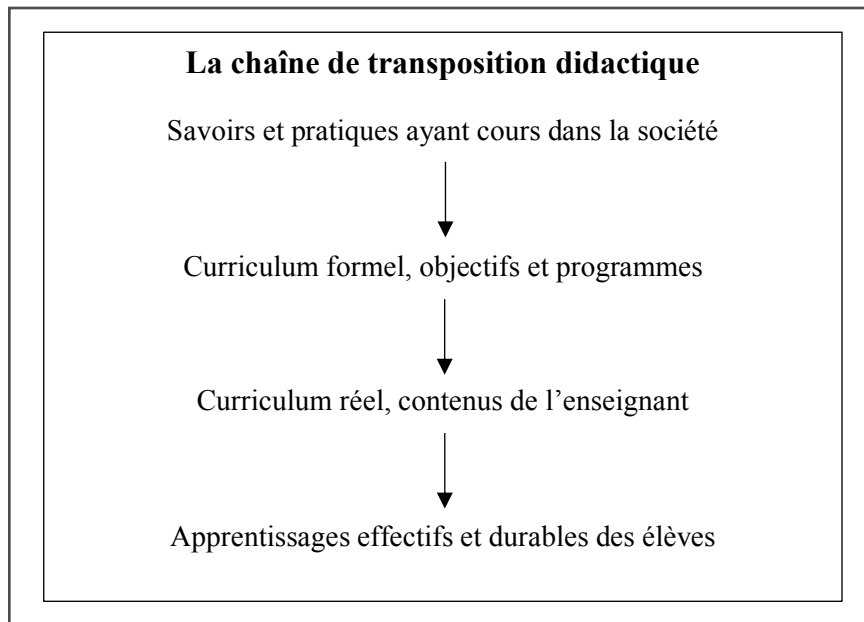 La chaîne de transposition didactique
Savoirs et pratiques ayant cours dans la société
Curriculum formel, objectifs et programmes
Curriculum réel, contenus de l’enseignant
Apprentissages effectifs et durables des élèves